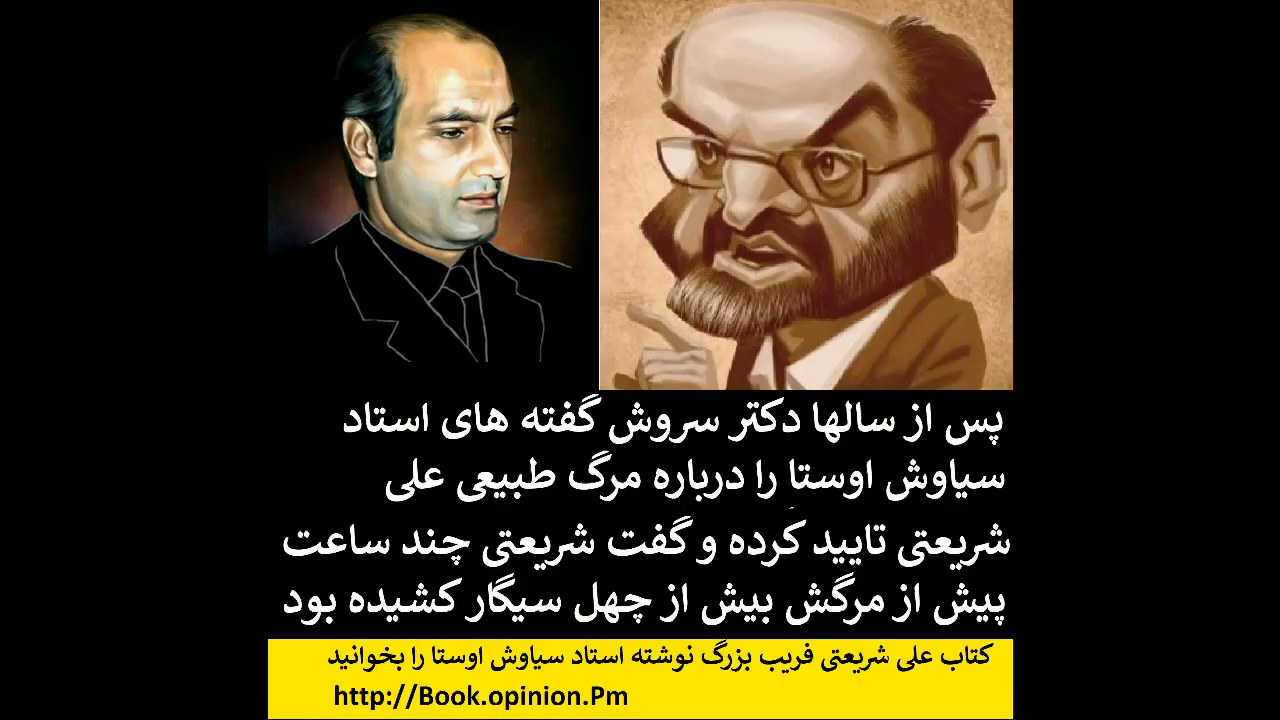 پس از سالها دکتر سروش گفته های استاد
سیاوش اوستا را درباره مرگ طبیعی علی
شریعتی تایید کرده و گفت شریعتی چند ساعت
پیش از مرگش بیش از چهل سیگار کشیده بود
کتاب علی شریعتی فریب بزرگ نوشته استاد سیاوش اوستا را بخوانید
http://Book.opinion.Pm